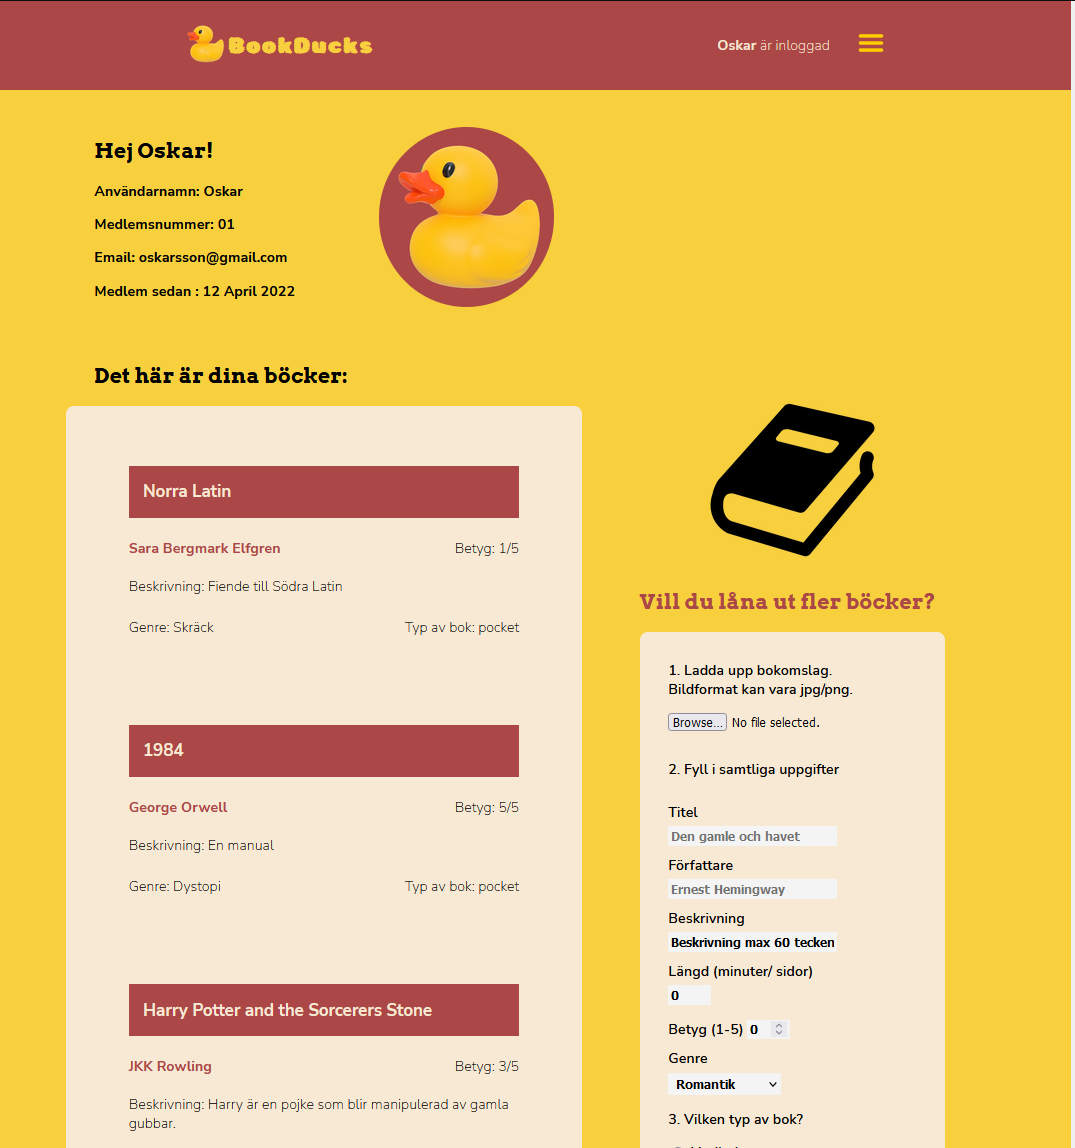 BookDucks
Oskar är inloggad
Hej Oskar!
Användarnamn: Oskar
Medlemsnummer: 01
Email: oskarsson@gmail.com
Medlem sedan : 12 April 2022
Det här är dina böcker:
Norra Latin
Sara Bergmark Elfgren Betyg: 1/5
Beskrivning: Fiende till Södra Latin
Genre: Skräck Typ av bok: pocket
1984
George Orwell Betyg: 5/5
Beskrivning: En manual
Genre: Dystopi Typ av bok: pocket
Harry Potter and the Sorcerers Stone
JKK Rowling Betyg: 3/5
Beskrivning: Harry är en pojke som blir manipulerad av gamla
gubbar.
Vill du låna ut fler böcker?
1. Ladda upp bokomslag.
Bildformat kan vara jpg/png.
Browse... No file selected.
2. Fyll i samtliga uppgifter
Titel
Den gamle och havet
Författare
Ernest Hemingway
Beskrivning
Beskrivning max 60 tecken
Längd (minuter/ sidor)
0
Betyg (1-5) 0
Genre
Romantik
3. Vilken typ av bok?